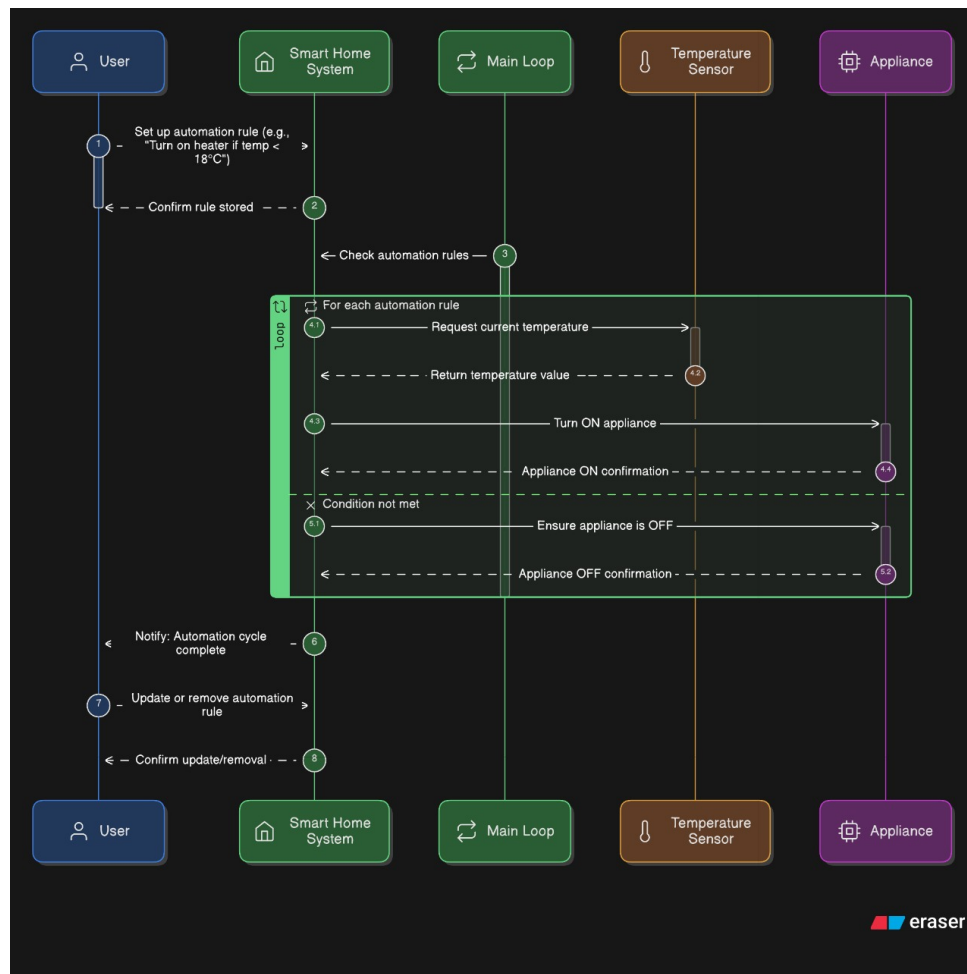 User
Smart Home
System
Main Loop
Temperature
Sensor
Appliance
1
Set up automation rule (e.g.,
"Turn on heater if temp <
18°C")
Confirm rule stored
2
Check automation rules
3
loop
For each automation rule
4.1
Request current temperature
Return temperature value
4.2
4.3
Turn ON appliance
Appliance ON confirmation
4.4
Condition not met
5.1
Ensure appliance is OFF
Appliance OFF confirmation
5.2
Notify: Automation cycle
complete
6
7
Update or remove automation
rule
Confirm update/removal
8
User
Smart Home
System
Main Loop
Temperature
Sensor
Appliance
eraser